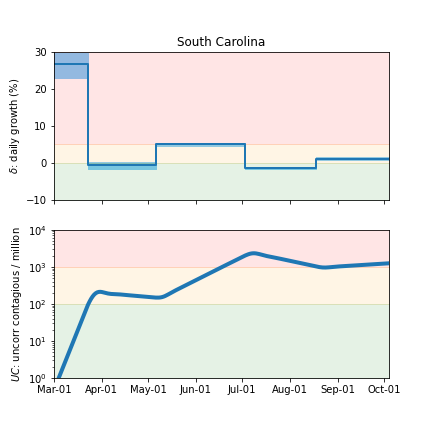 South Carolina
δ: daily growth (%)
30
20
10
0
−10
UC: uncorr contagious / million
10⁴
10³
10²
10¹
10⁰
Mar-01 Apr-01 May-01 Jun-01 Jul-01 Aug-01 Sep-01 Oct-01